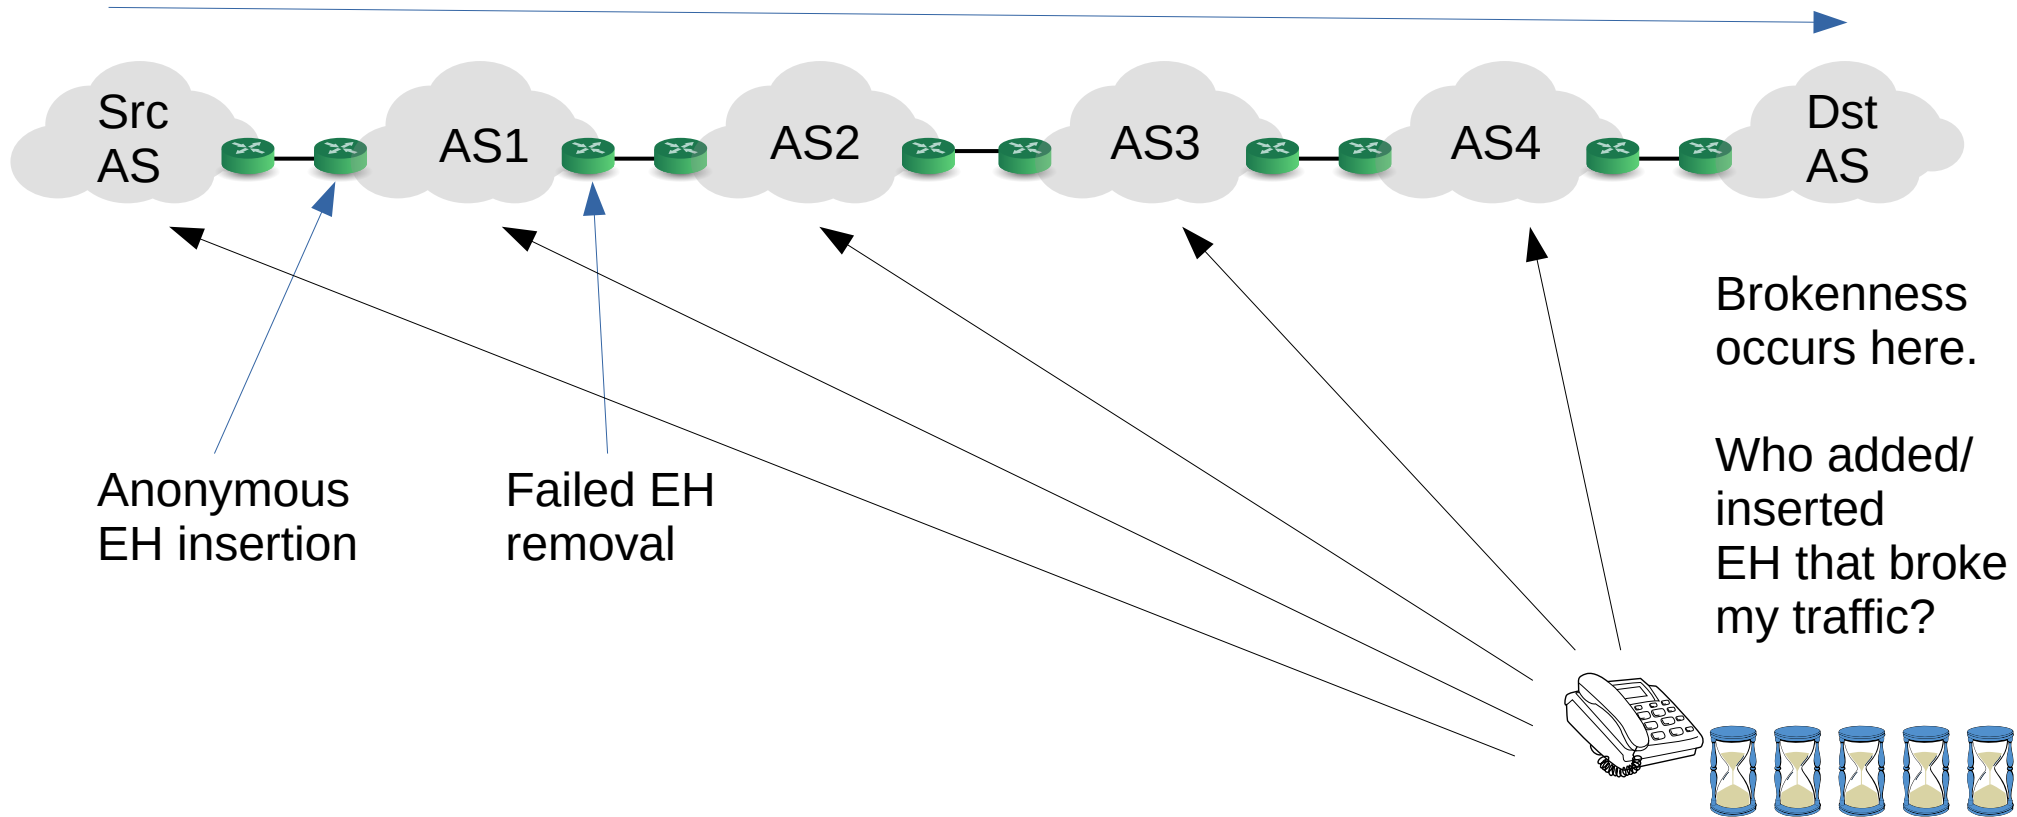 Src
AS
AS1
AS2
AS3
AS4
Dst
AS
Anonymous
EH insertion
Failed EH
removal
Brokenness
occurs here.
Who added/
inserted
EH that broke
my traffic?